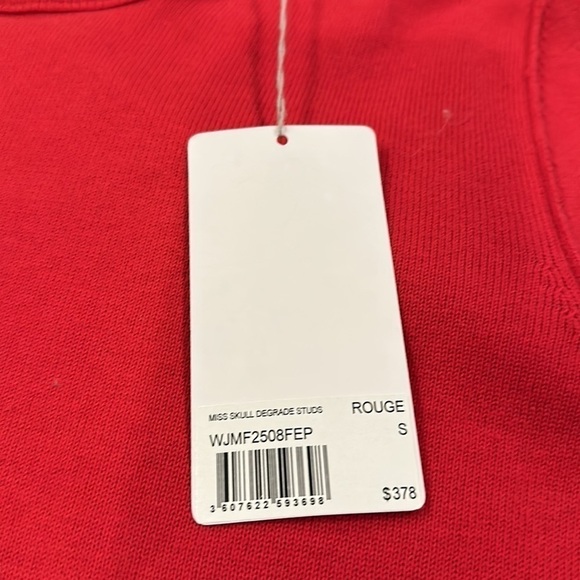 MISS SKULL DEGRADE STUDS ROUGE
WJMF2508FEP S
3 607622 593698 $378